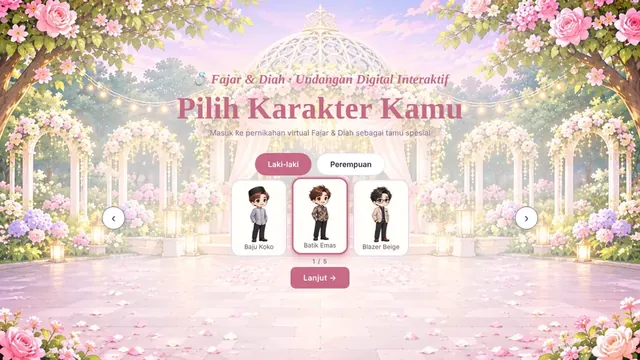 Fajar & Diah • Undangan Digital Interaktif
Pilih Karakter Kamu
Masuk ke pernikahan virtual Fajar & Diah sebagai tamu spesial
Laki-laki
Perempuan
‹
›
Baju Koko
Batik Emas
Blazer Beige
1 / 5
Lanjut →